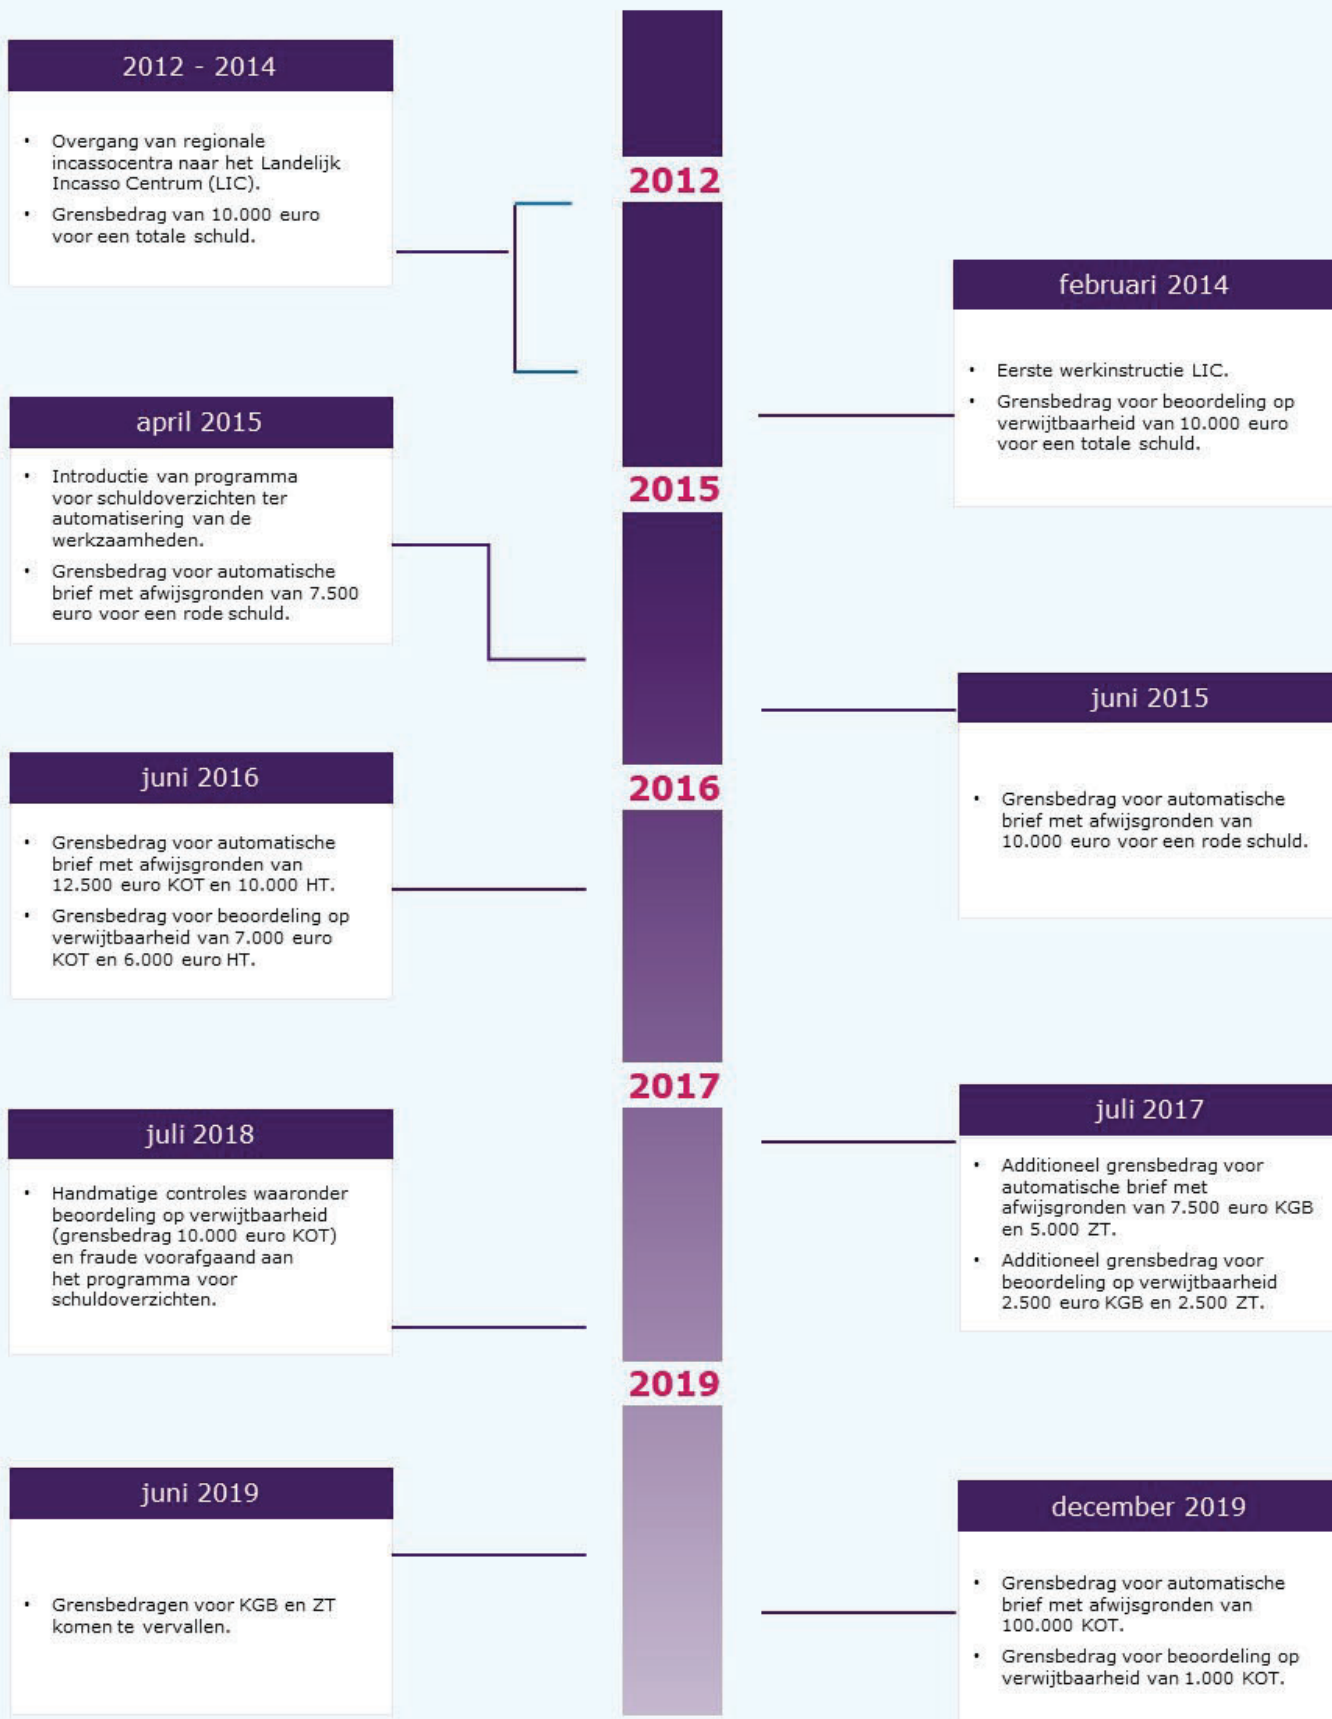 2012 - 2014
• Overgang van regionale
incassocentra naar het Landelijk
Incasso Centrum (LIC).
• Grensbedrag van 10.000 euro
voor een totale schuld.
2012
februari 2014
• Eerste werkinstructie LIC.
• Grensbedrag voor beoordeling op
verwijtbaarheid van 10.000 euro
voor een totale schuld.
april 2015
• Introductie van programma
voor schuldoverzichten ter
automatisering van de
werkzaamheden.
• Grensbedrag voor automatische
brief met afwijsgronden van 7.500
euro voor een rode schuld.
2015
juni 2015
• Grensbedrag voor automatische
brief met afwijsgronden van
10.000 euro voor een rode schuld.
juni 2016
• Grensbedrag voor automatische
brief met afwijsgronden van
12.500 euro KOT en 10.000 HT.
• Grensbedrag voor beoordeling op
verwijtbaarheid van 7.000 euro
KOT en 6.000 euro HT.
2016
2017
juli 2017
• Additioneel grensbedrag voor
automatische brief met
afwijsgronden van 7.500 euro KGB
en 5.000 ZT.
• Additioneel grensbedrag voor
beoordeling op verwijtbaarheid
2.500 euro KGB en 2.500 ZT.
juli 2018
• Handmatige controles waaronder
beoordeling op verwijtbaarheid
(grensbedrag 10.000 euro KOT)
en fraude voorafgaand aan
het programma voor
schuldoverzichten.
2019
juni 2019
• Grensbedragen voor KGB en ZT
komen te vervallen.
december 2019
• Grensbedrag voor automatische
brief met afwijsgronden van
100.000 KOT.
• Grensbedrag voor beoordeling op
verwijtbaarheid van 1.000 KOT.